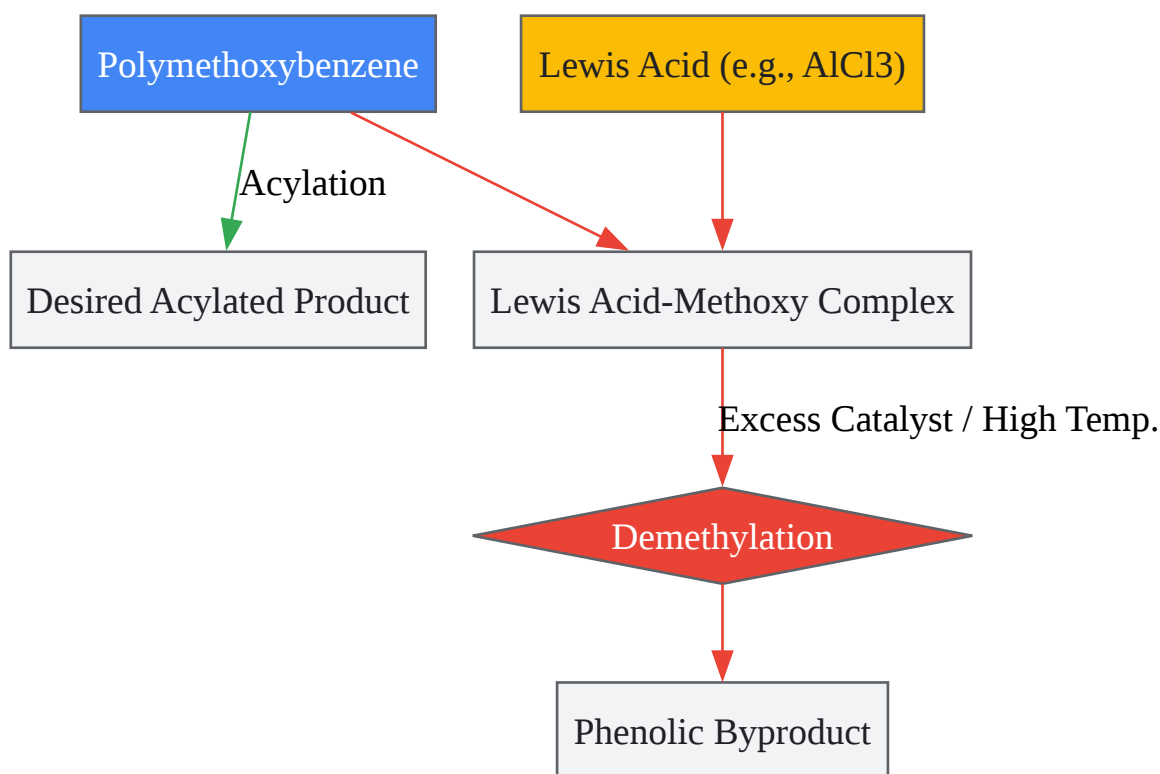 Polymethoxybenzene
Lewis Acid (e.g., AlCl3)
Acylation
Desired Acylated Product
Lewis Acid-Methoxy Complex
Excess Catalyst / High Temp.
Demethylation
Phenolic Byproduct